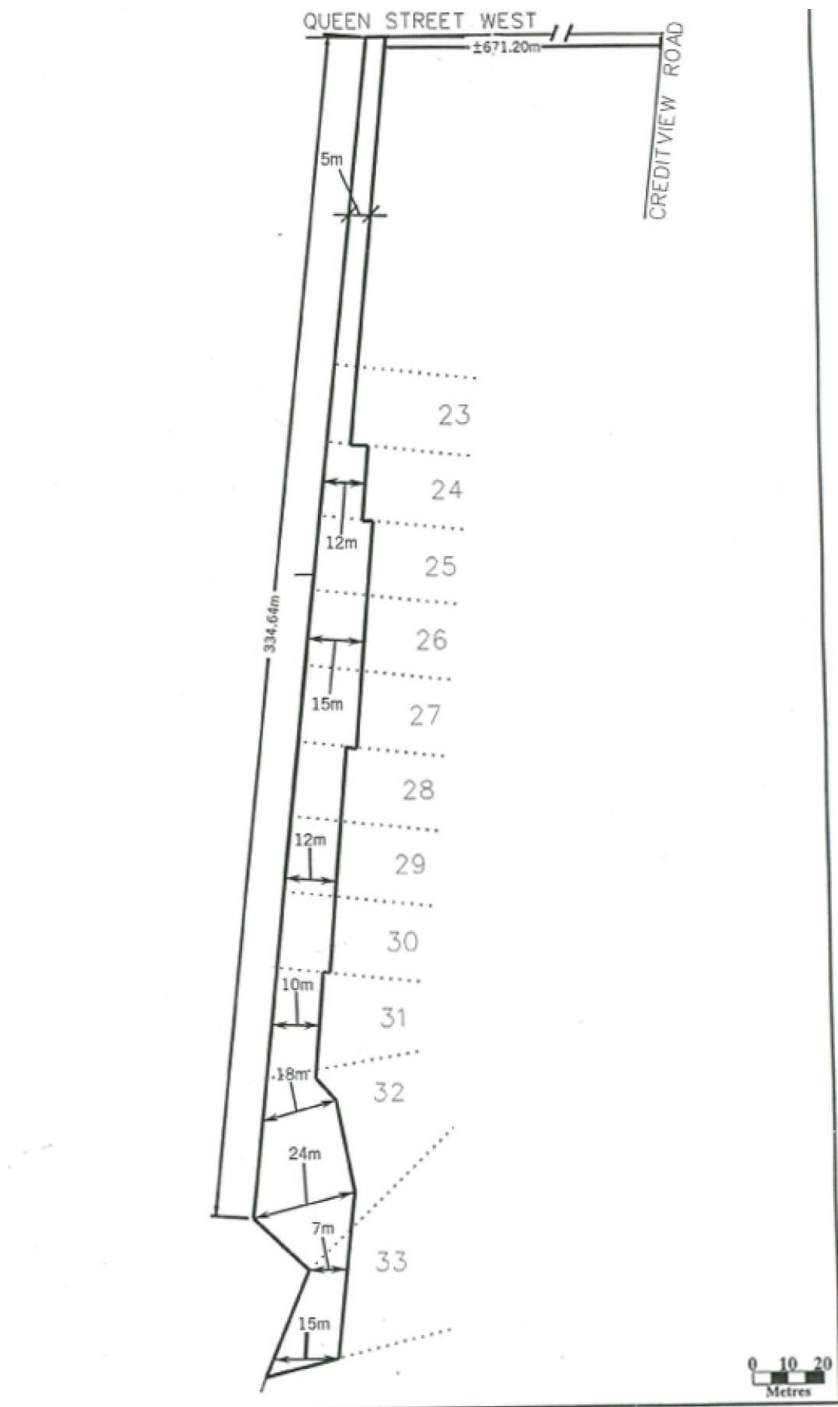 QUEEN STREET WEST
±671.20m
CREDITVIEW ROAD
5m
23
24
12m
25
334.64m
26
15m
27
28
12m
29
30
10m
31
18m
32
24m
7m
33
15m
0 10 20
Metres